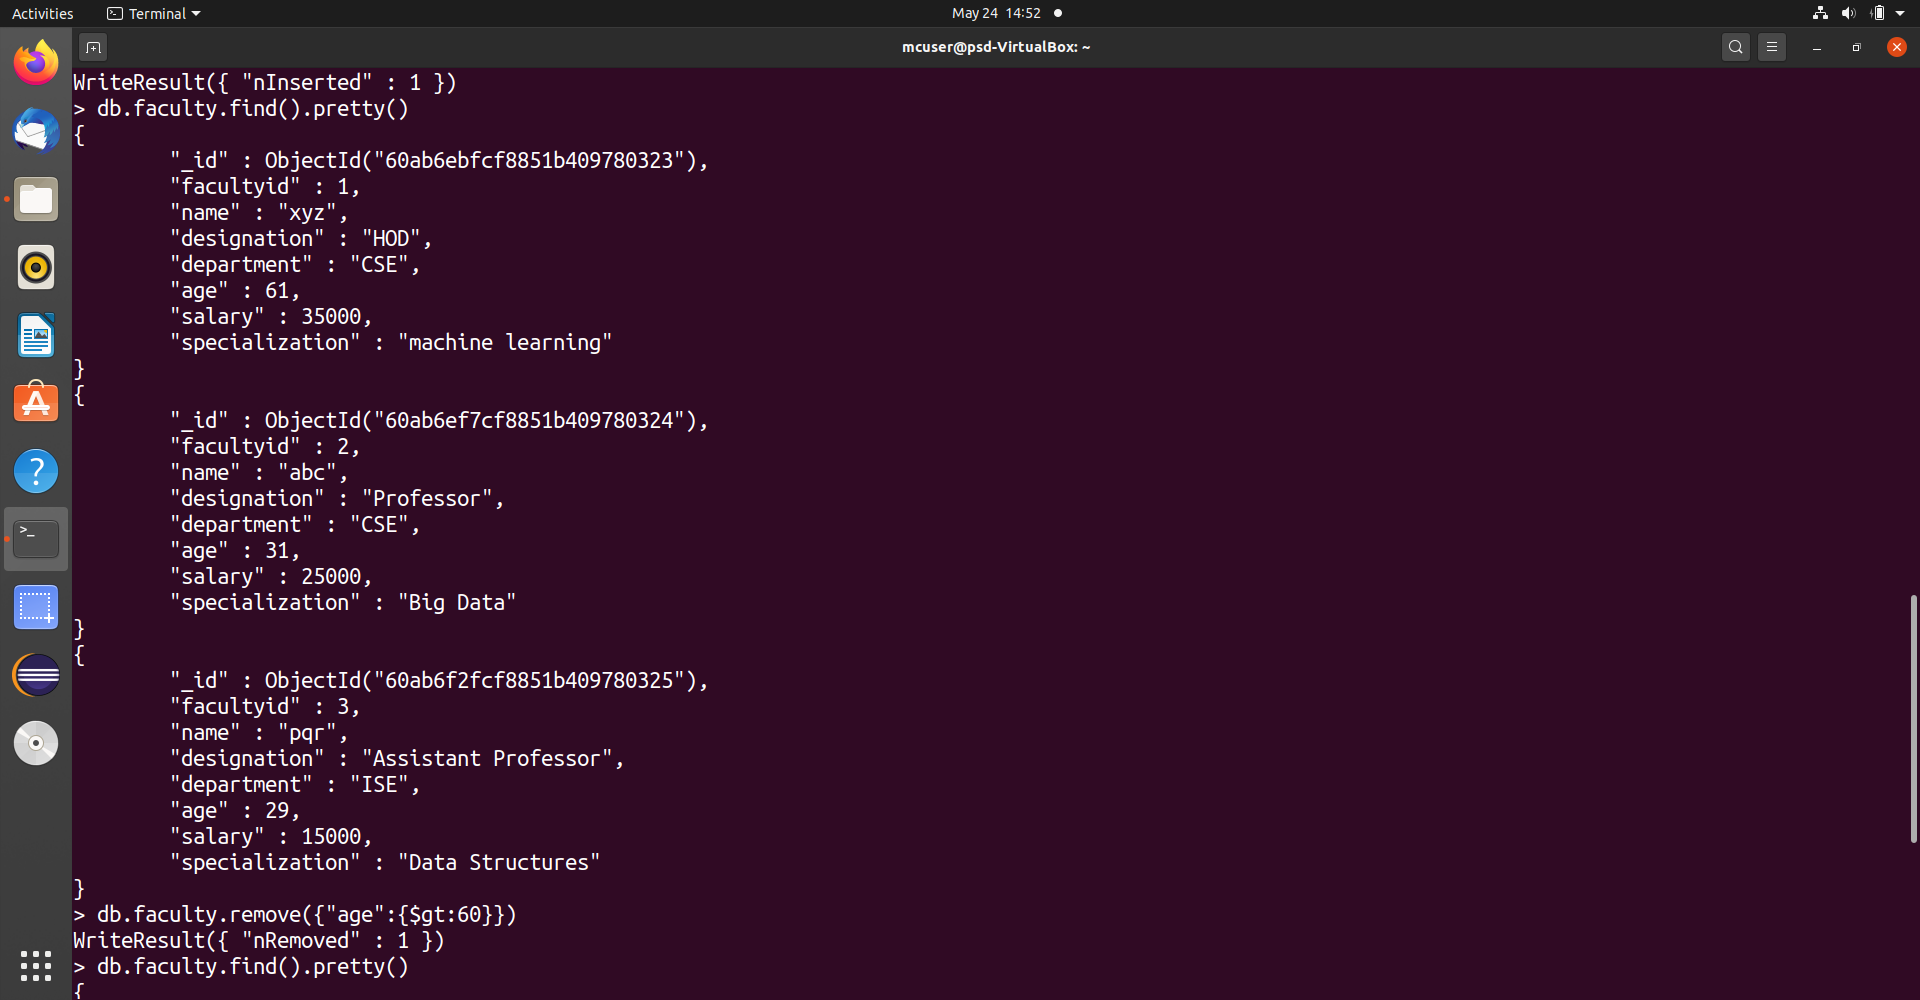 Activities
Terminal
May 24 14:52
mcuser@psd-VirtualBox: ~
WriteResult({ "nInserted" : 1 })
> db.faculty.find().pretty()
{
"_id" : ObjectId("60ab6ebfcf8851b409780323"),
"facultyid" : 1,
"name" : "xyz",
"designation" : "HOD",
"department" : "CSE",
"age" : 61,
"salary" : 35000,
"specialization" : "machine learning"
}
{
"_id" : ObjectId("60ab6ef7cf8851b409780324"),
"facultyid" : 2,
"name" : "abc",
"designation" : "Professor",
"department" : "CSE",
"age" : 31,
"salary" : 25000,
"specialization" : "Big Data"
}
{
"_id" : ObjectId("60ab6f2fcf8851b409780325"),
"facultyid" : 3,
"name" : "pqr",
"designation" : "Assistant Professor",
"department" : "ISE",
"age" : 29,
"salary" : 15000,
"specialization" : "Data Structures"
}
> db.faculty.remove({"age":{$gt:60}})
WriteResult({ "nRemoved" : 1 })
> db.faculty.find().pretty()
{